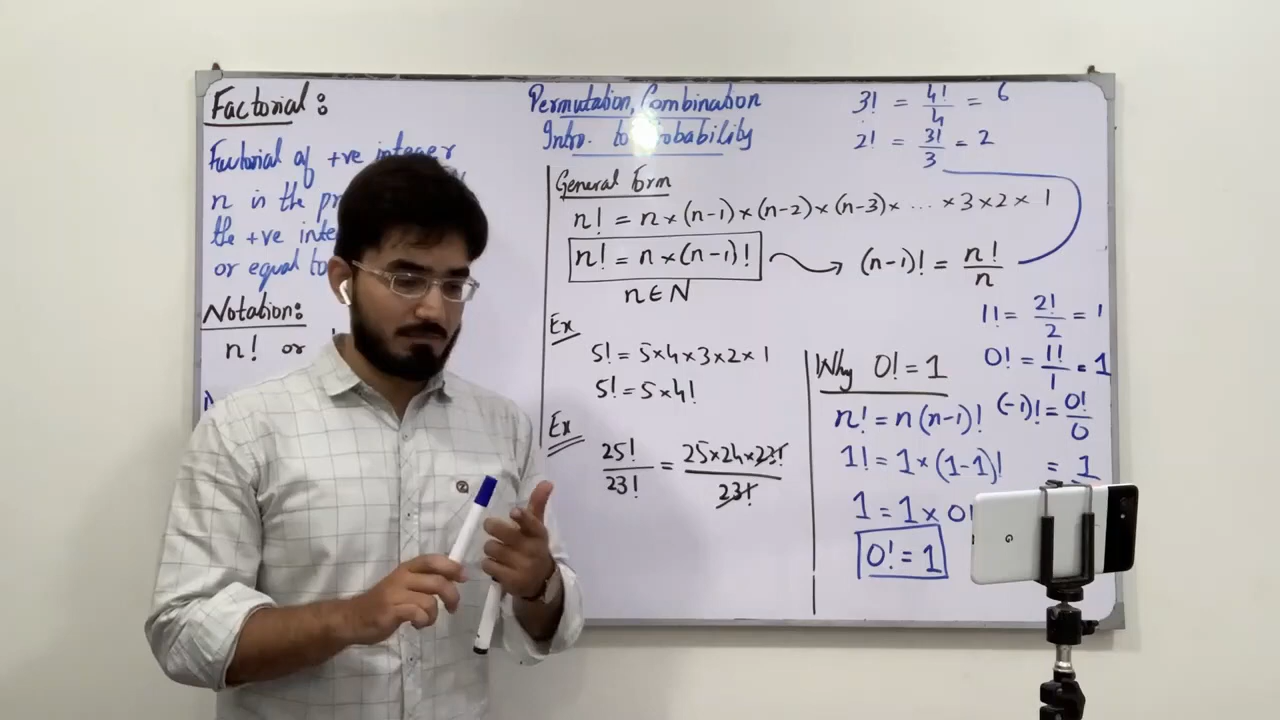 Factorial:
Factorial of +ve integer
n is the
the +ve
or equal to
Notation:
n! or
Permutation, Combination
Intro. to Probability
3! = 4!/4 = 6
2! = 3!/3 = 2
General Form
n! = n×(n-1)×(n-2)×(n-3)× ... ×3×2×1
n! = n×(n-1)!
(n-1)! = n!/n
n∈N
Ex
5! = 5×4×3×2×1
5! = 5×4!
Ex
25!/23! = 25×24×23!/23!
1! = 2!/2 = 1
0! = 1!/1 = 1
Why 0! = 1
n! = n(n-1)!
(-1)! = 0!/0
1! = 1×(1-1)!
= 1
1 = 1×0!
0! = 1
G